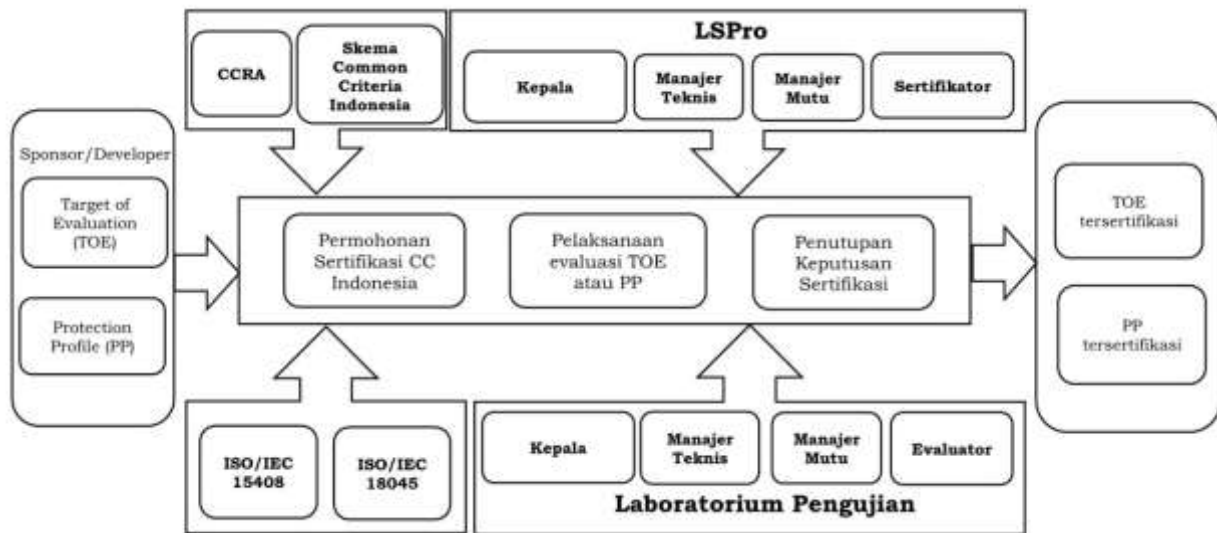 CCRA
Skema
Common
Criteria
Indonesia
LSPro
Kepala
Manajer
Teknis
Manajer
Mutu
Sertifikator
Sponsor/Developer
Target of
Evaluation
(TOE)
Protection
Profile (PP)
Permohonan
Sertifikasi CC
Indonesia
Pelaksanaan
evaluasi TOE
atau PP
Penutupan
Keputusan
Sertifikasi
TOE
tersertifikasi
PP
tersertifikasi
ISO/IEC
15408
ISO/IEC
18045
Kepala
Manajer
Teknis
Manajer
Mutu
Evaluator
Laboratorium Pengujian